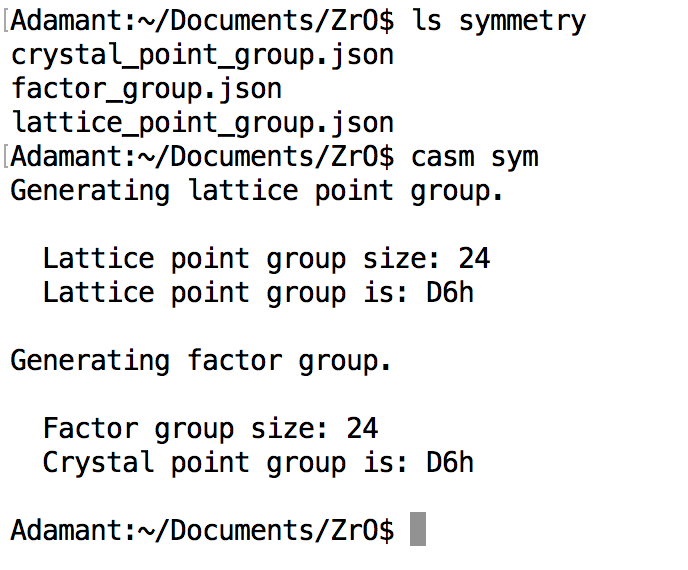 [Adamant:~/Documents/ZrO$ ls symmetry
crystal_point_group.json
factor_group.json
lattice_point_group.json
[Adamant:~/Documents/ZrO$ casm sym
Generating lattice point group.
Lattice point group size: 24
Lattice point group is: D6h
Generating factor group.
Factor group size: 24
Crystal point group is: D6h
Adamant:~/Documents/ZrO$